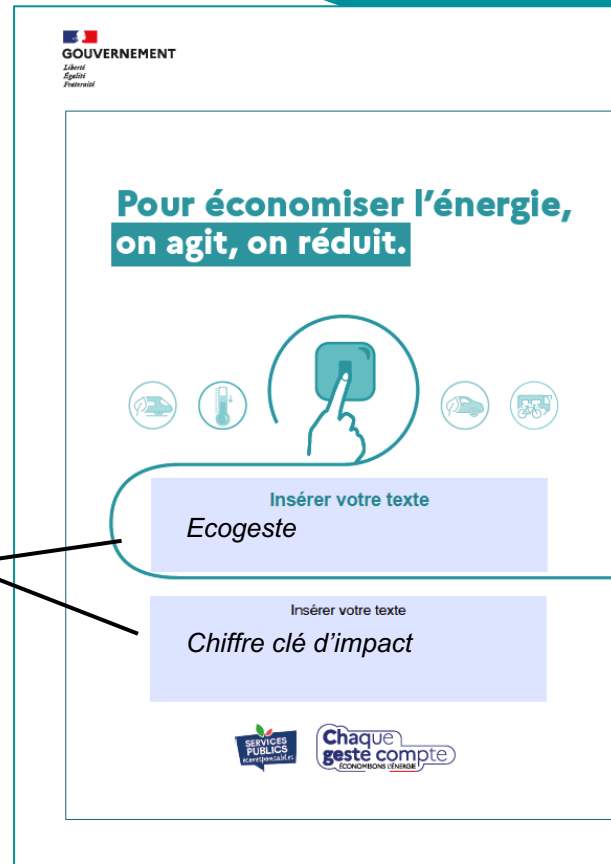 GOUVERNEMENT
Liberté
Égalité
Fraternité
Pour économiser l'énergie,
on agit, on réduit.
Insérer votre texte
Ecogeste
Insérer votre texte
Chiffre clé d'impact
SERVICES
PUBLICS
écoresponsables
Chaque
geste compte
ÉCONOMISONS L'ÉNERGIE